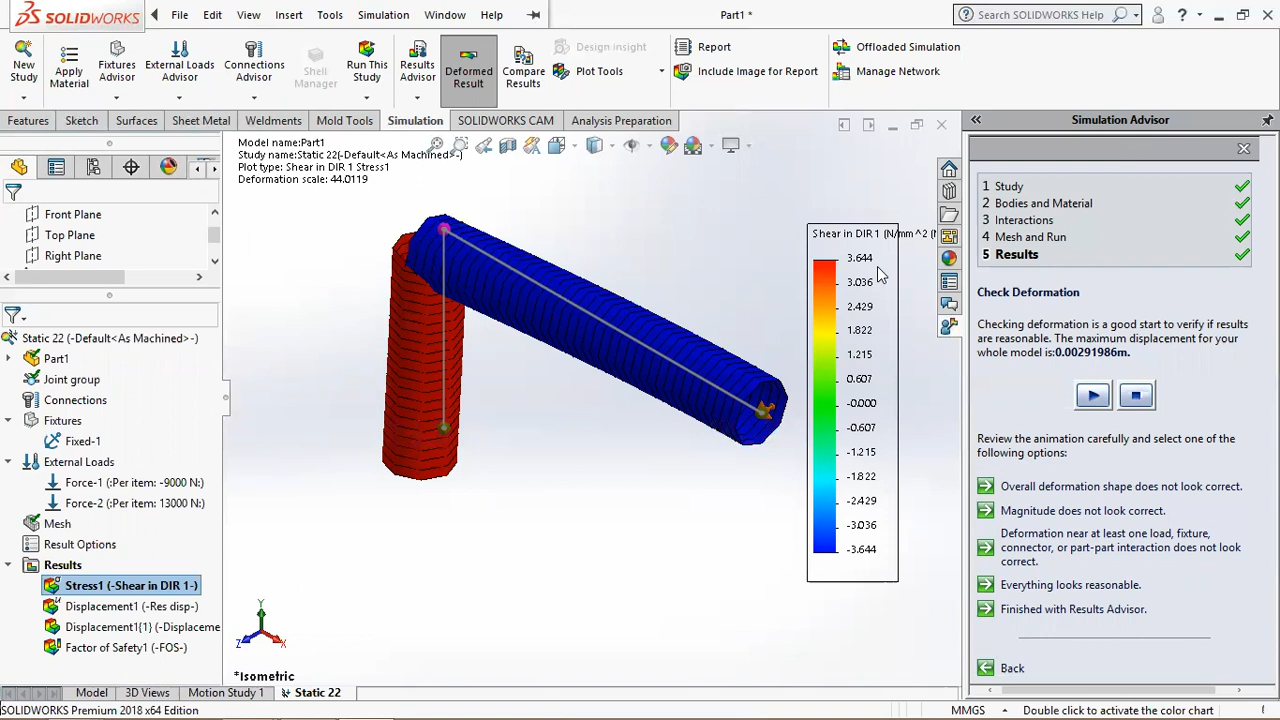 SOLIDWORKS
File Edit View Insert Tools Simulation Window Help
Part1 *
Search SOLIDWORKS Help
New Study
Apply Material
Fixtures Advisor
External Loads Advisor
Connections Advisor
Shell Manager
Run This Study
Results Advisor
Deformed Result
Compare Results
Design Insight
Plot Tools
Report
Include Image for Report
Offloaded Simulation
Manage Network
Features Sketch Surfaces Sheet Metal Weldments Mold Tools Simulation SOLIDWORKS CAM Analysis Preparation
Front Plane
Top Plane
Right Plane
Static 22 (-Default<As Machined>-)
Part1
Joint group
Connections
Fixtures
Fixed-1
External Loads
Force-1 (:Per item: -9000 N:)
Force-2 (:Per item: 13000 N:)
Mesh
Result Options
Results
Stress1 (-Shear in DIR 1-)
Displacement1 (-Res disp-)
Displacement1{1} (-Displaceme
Factor of Safety1 (-FOS-)
Model name:Part1
Study name:Static 22(-Default<As Machined>-)
Plot type: Shear in DIR 1 Stress1
Deformation scale: 44.0119
Shear in DIR 1 (N/mm^2 (
3.644
3.036
2.429
1.822
1.215
0.607
-0.000
-0.607
-1.215
-1.822
-2.429
-3.036
-3.644
Y
Z
X
*Isometric
Simulation Advisor
1 Study
2 Bodies and Material
3 Interactions
4 Mesh and Run
5 Results
Check Deformation
Checking deformation is a good start to verify if results
are reasonable. The maximum displacement for your
whole model is:0.00291986m.
Review the animation carefully and select one of the
following options:
Overall deformation shape does not look correct.
Magnitude does not look correct.
Deformation near at least one load, fixture,
connector, or part-part interaction does not look
correct.
Everything looks reasonable.
Finished with Results Advisor.
Back
Model 3D Views Motion Study 1 Static 22
SOLIDWORKS Premium 2018 x64 Edition
MMGS
Double click to activate the color chart